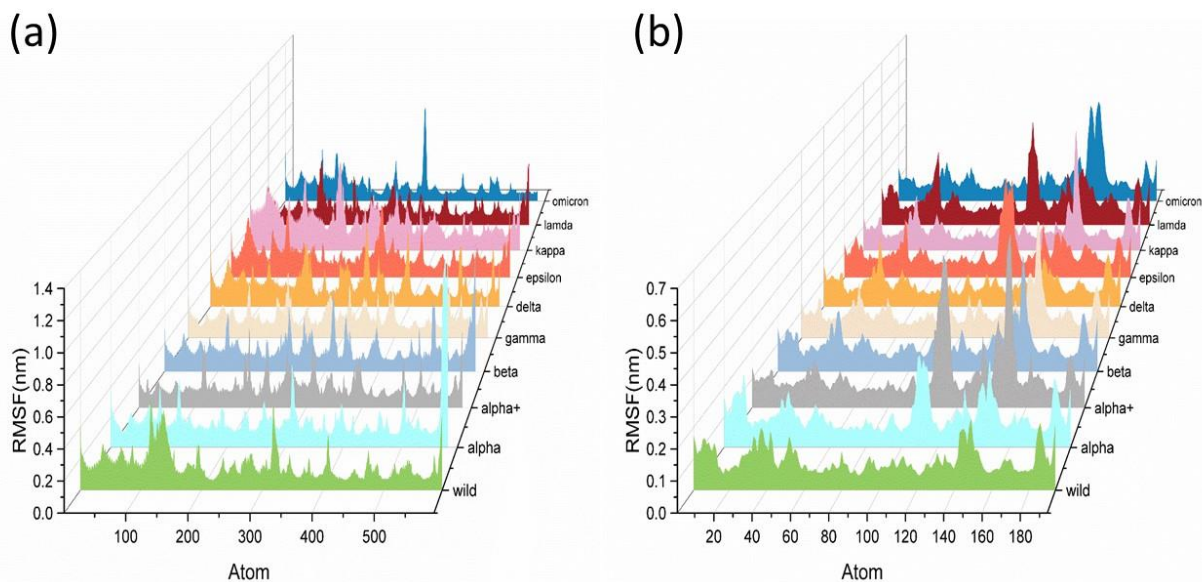 (a)
RMSF(nm)
1.4
1.2
1.0
0.8
0.6
0.4
0.2
0.0
100
200
300
400
500
Atom
omicron
lamda
kappa
epsilon
delta
gamma
beta
alpha+
alpha
wild
(b)
RMSF(nm)
0.7
0.6
0.5
0.4
0.3
0.2
0.1
0.0
20
40
60
80
100
120
140
160
180
Atom
omicron
lamda
kappa
epsilon
delta
gamma
beta
alpha+
alpha
wild